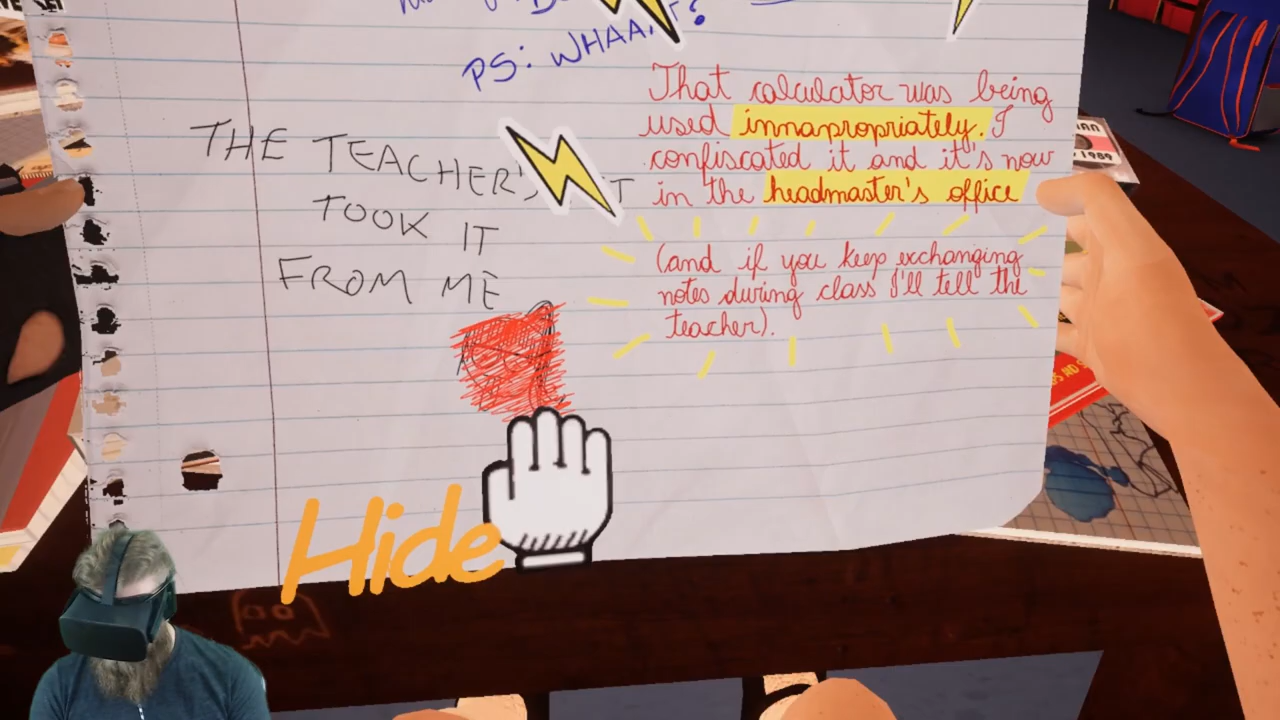 PS: WHAAAT?
That calculator was being
used innapropriately. I
confiscated it and it's now
in the headmaster's office
(and if you keep exchanging
notes during class I'll tell the
teacher).
THE TEACHER'S
TOOK IT
FROM ME
Hide
1989